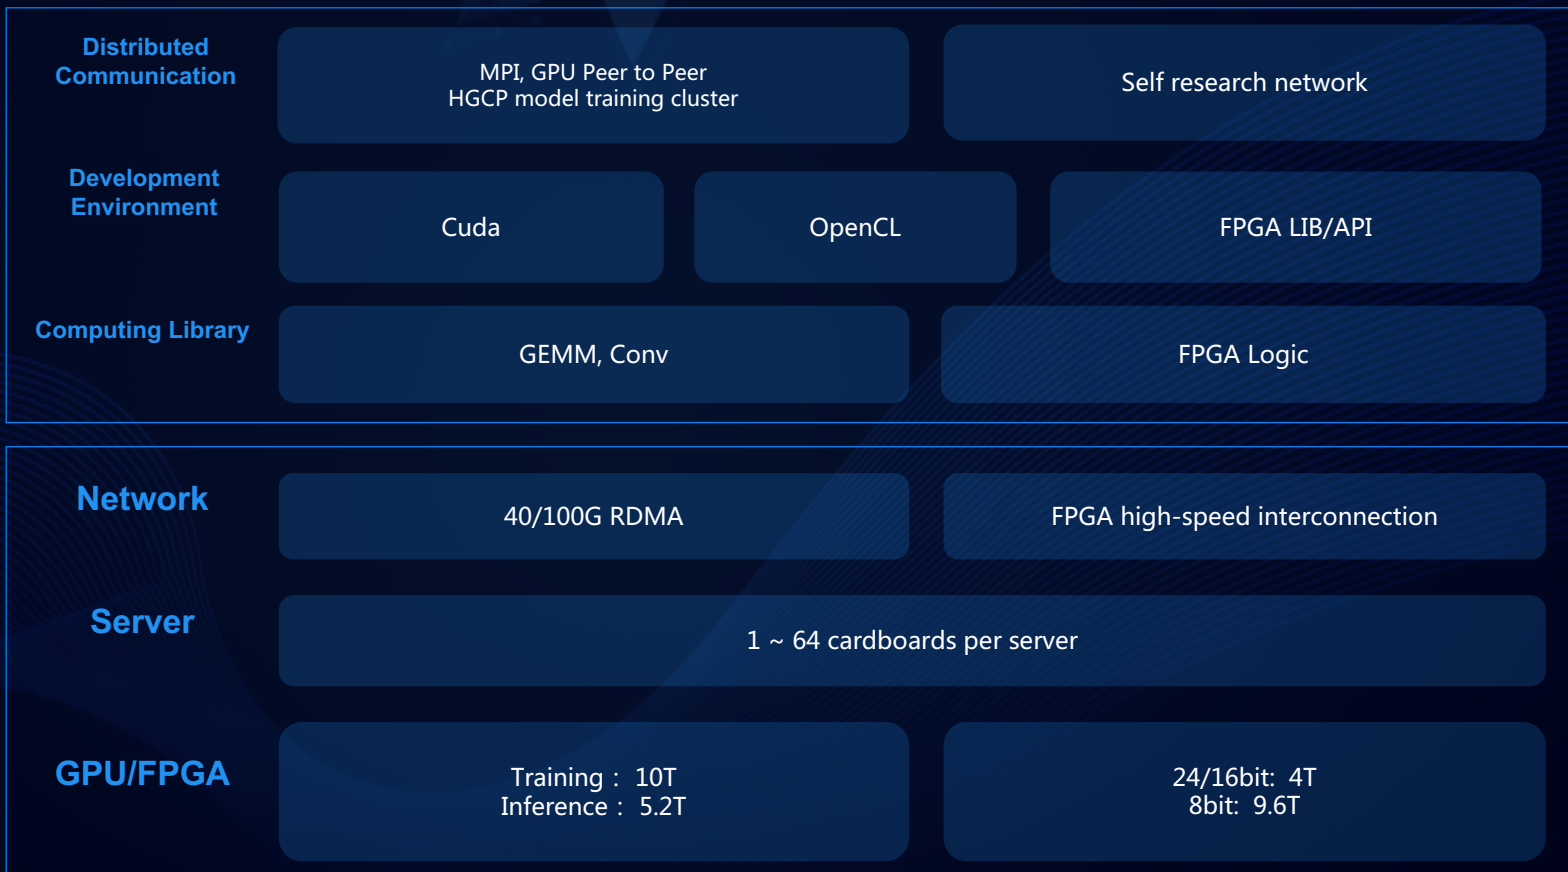 Distributed
Communication
MPI, GPU Peer to Peer
HGCP model training cluster
Self research network
Development
Environment
Cuda
OpenCL
FPGA LIB/API
Computing Library
GEMM, Conv
FPGA Logic
Network
40/100G RDMA
FPGA high-speed interconnection
Server
1 ~ 64 cardboards per server
GPU/FPGA
Training： 10T
Inference： 5.2T
24/16bit: 4T
8bit: 9.6T